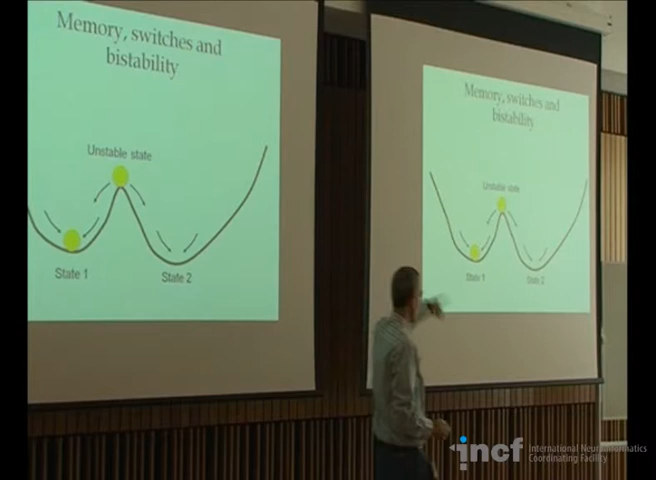 Memory, switches and
bistability
Unstable state
State 1
State 2
Memory, switches and
bistability
Unstable state
State 1
State 2
incf
International Neuroinformatics
Coordinating Facility